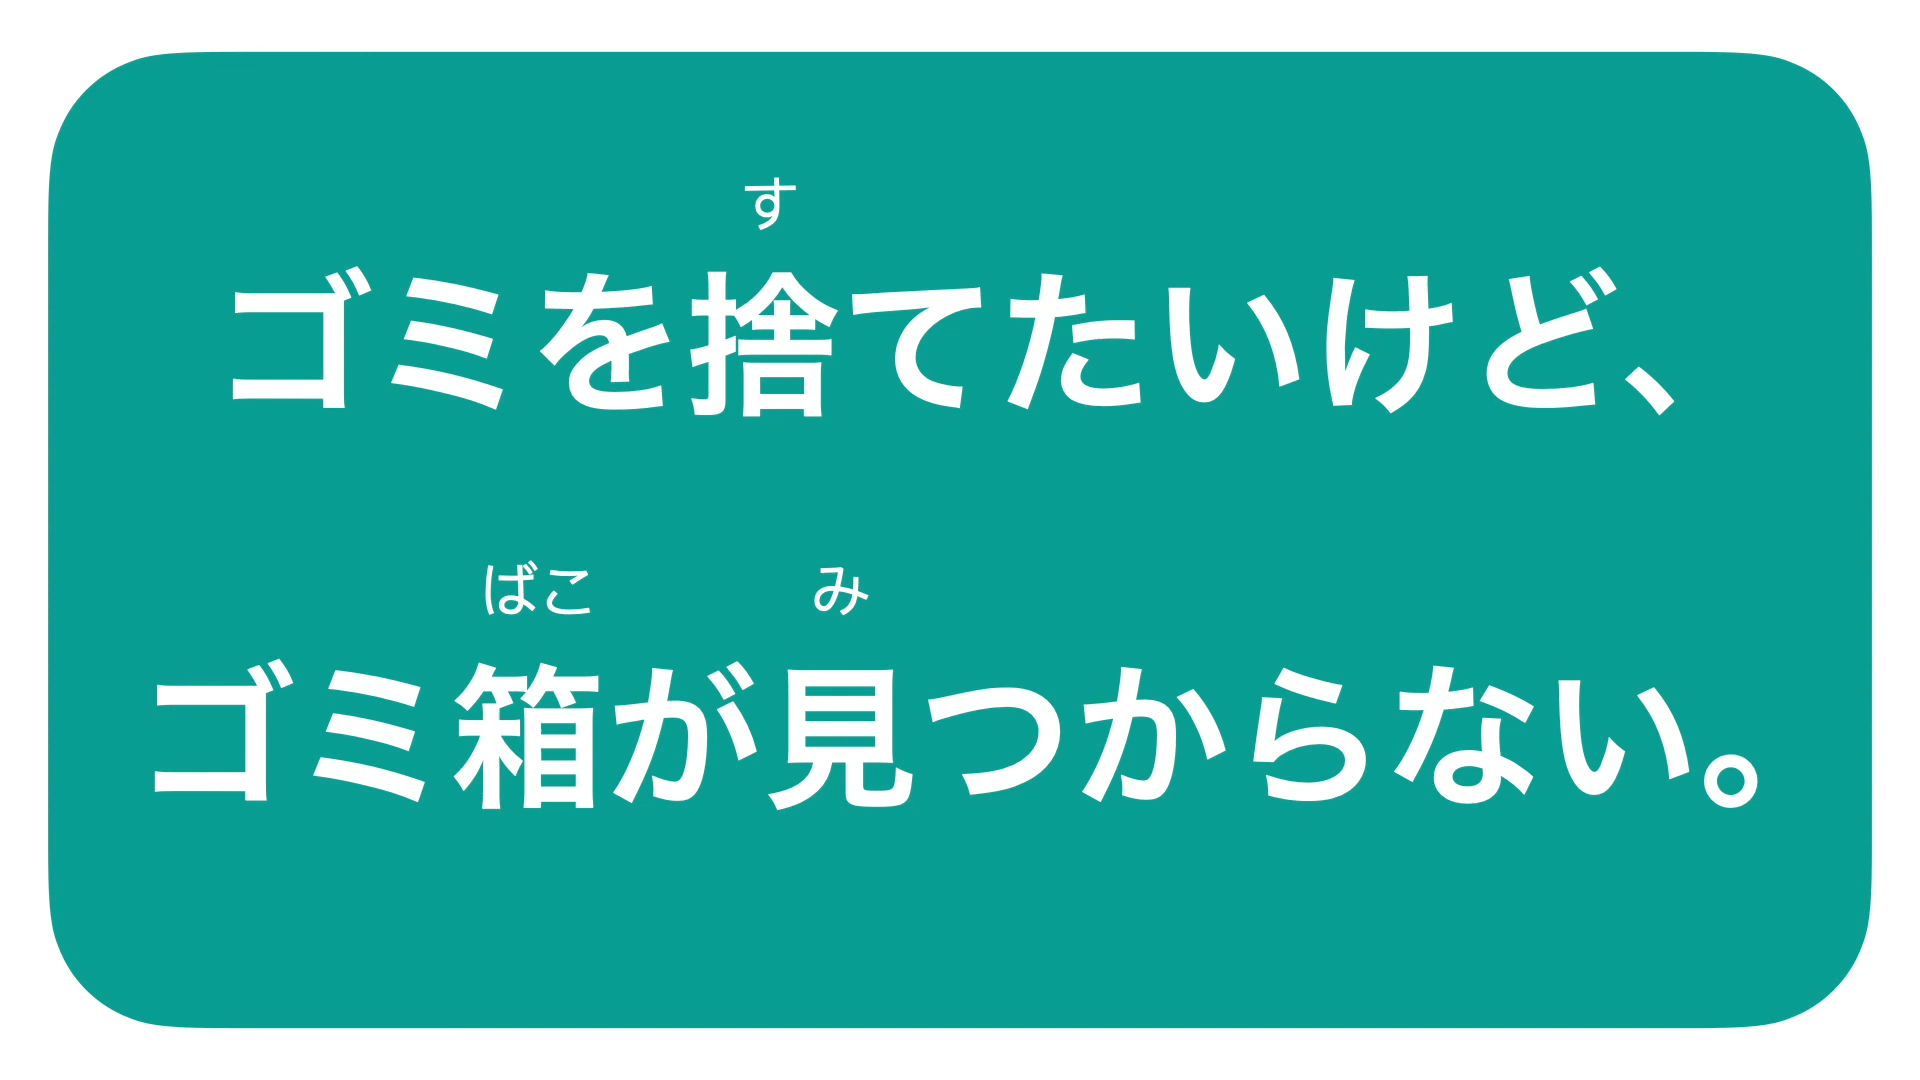 す
ゴミを捨てたいけど、
ばこ み
ゴミ箱が見つからない。